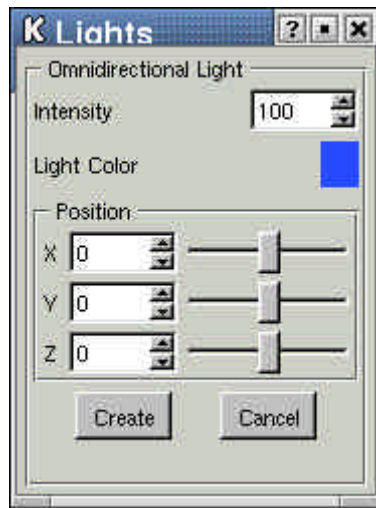 K Lights ?
Omnidirectional Light
Intensity 100
Light Color
Position
X 0
Y 0
Z 0
Create Cancel